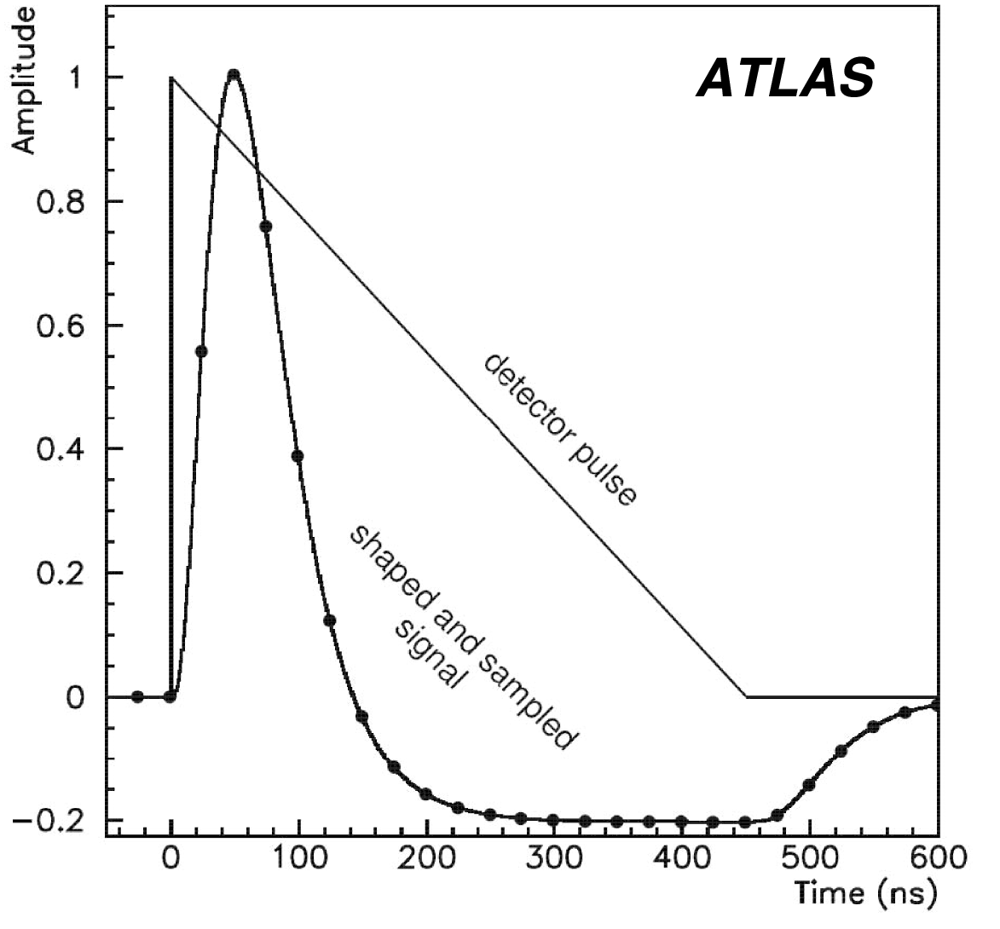 Amplitude
ATLAS
1
0.8
0.6
0.4
0.2
0
−0.2
detector pulse
shaped and sampled
signal
0 100 200 300 400 500 600
Time (ns)